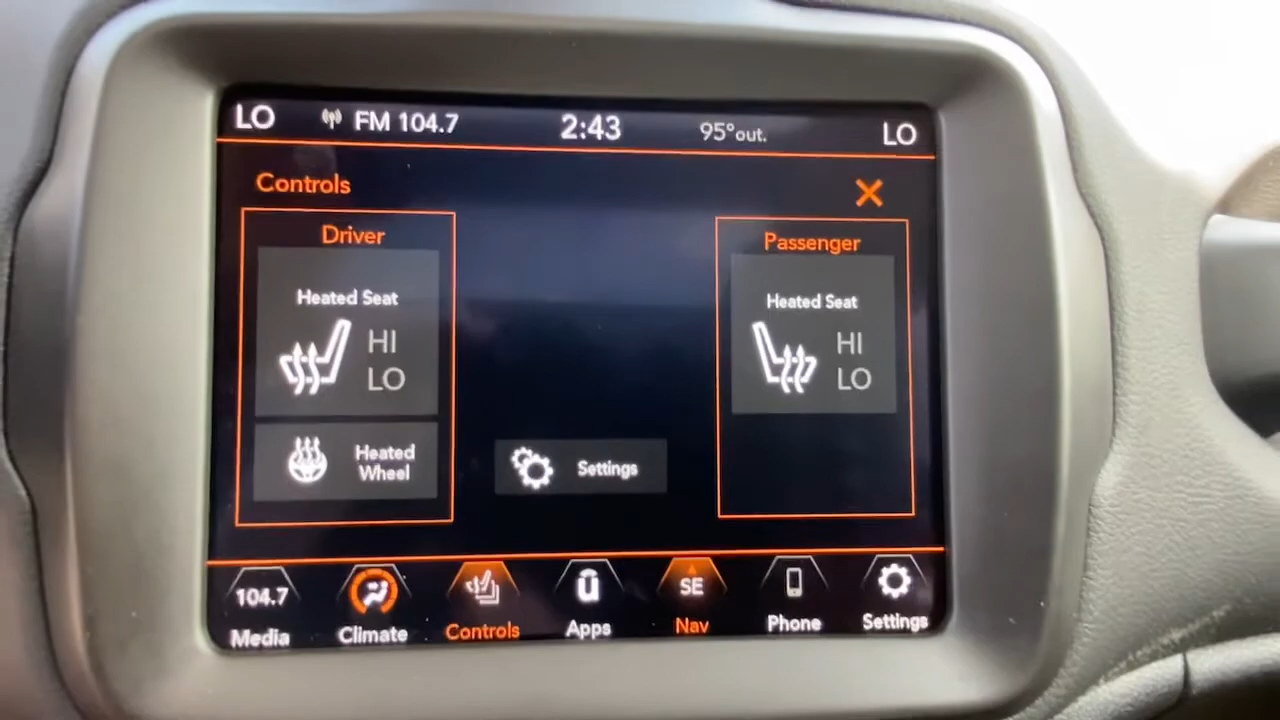 LO FM 104.7 2:43 95°out. LO
Controls
Driver
Heated Seat
HI
LO
Heated
Wheel
Settings
Passenger
Heated Seat
HI
LO
104.7 SE
Media Climate Controls Apps Nav Phone Settings